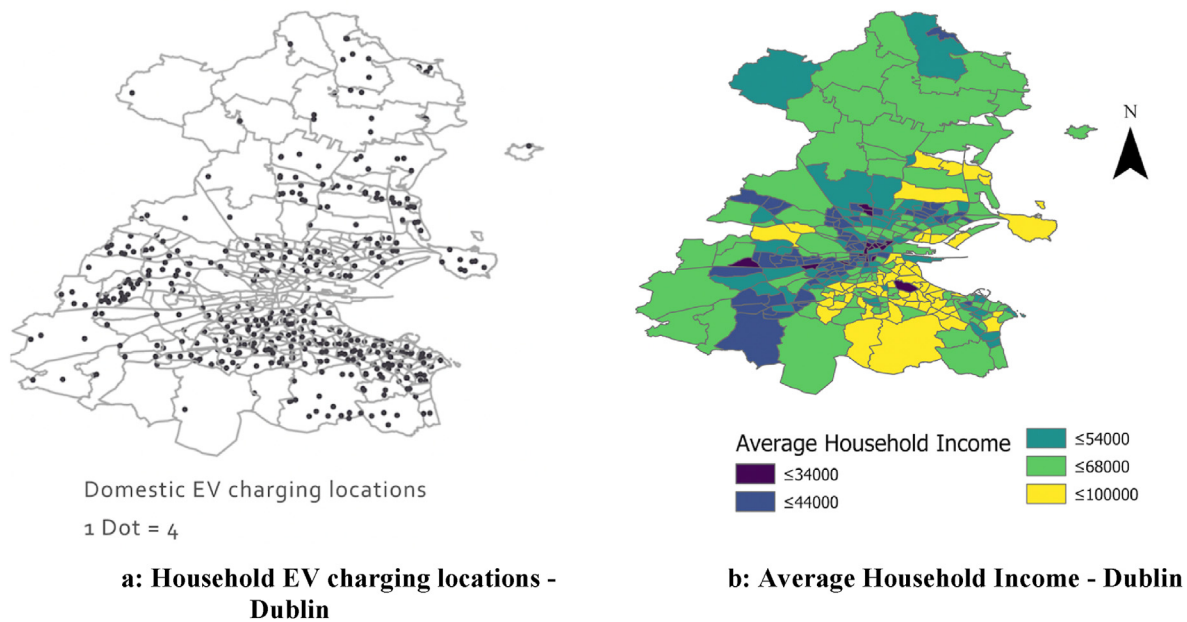 N
Domestic EV charging locations
1 Dot = 4
Average Household Income
≤34000
≤44000
≤54000
≤68000
≤100000
a: Household EV charging locations -
Dublin
b: Average Household Income - Dublin